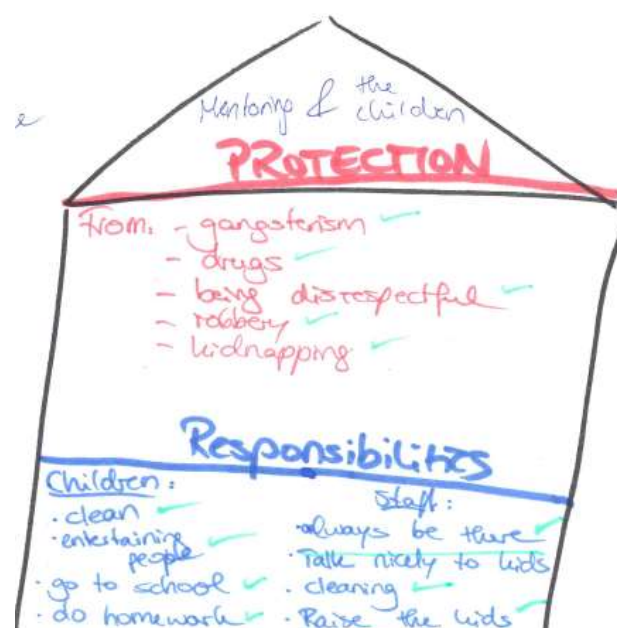 e
Mentoring & the
children
PROTECTION
From: - gangsterism
- drugs
- being disrespectful
- robbery
- kidnapping
Responsibilities
Children:
· clean
· entertaining
people
· go to school
· do homework
Staff:
· always be there
· Talk nicely to kids
· cleaning
· Raise the kids